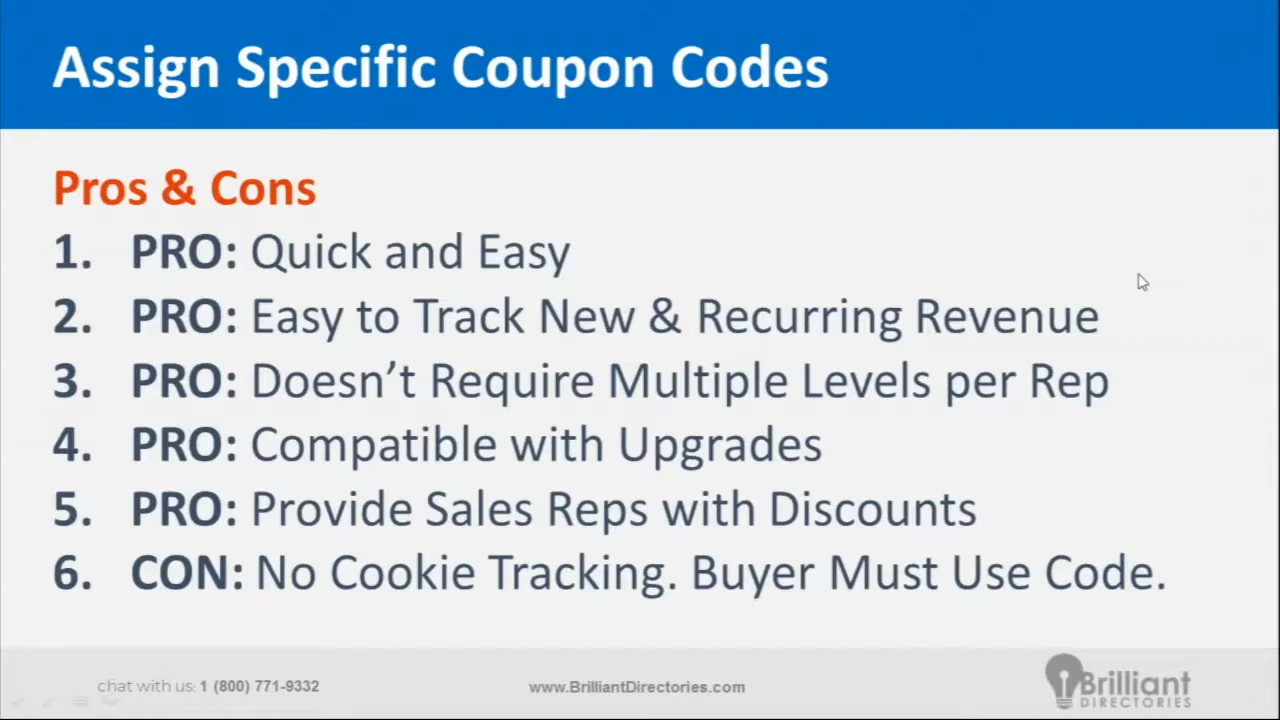 Assign Specific Coupon Codes
Pros & Cons
1. PRO: Quick and Easy
2. PRO: Easy to Track New & Recurring Revenue
3. PRO: Doesn't Require Multiple Levels per Rep
4. PRO: Compatible with Upgrades
5. PRO: Provide Sales Reps with Discounts
6. CON: No Cookie Tracking. Buyer Must Use Code.
chat with us: 1 (800) 771-9332
www.BrilliantDirectories.com
Brilliant
DIRECTORIES